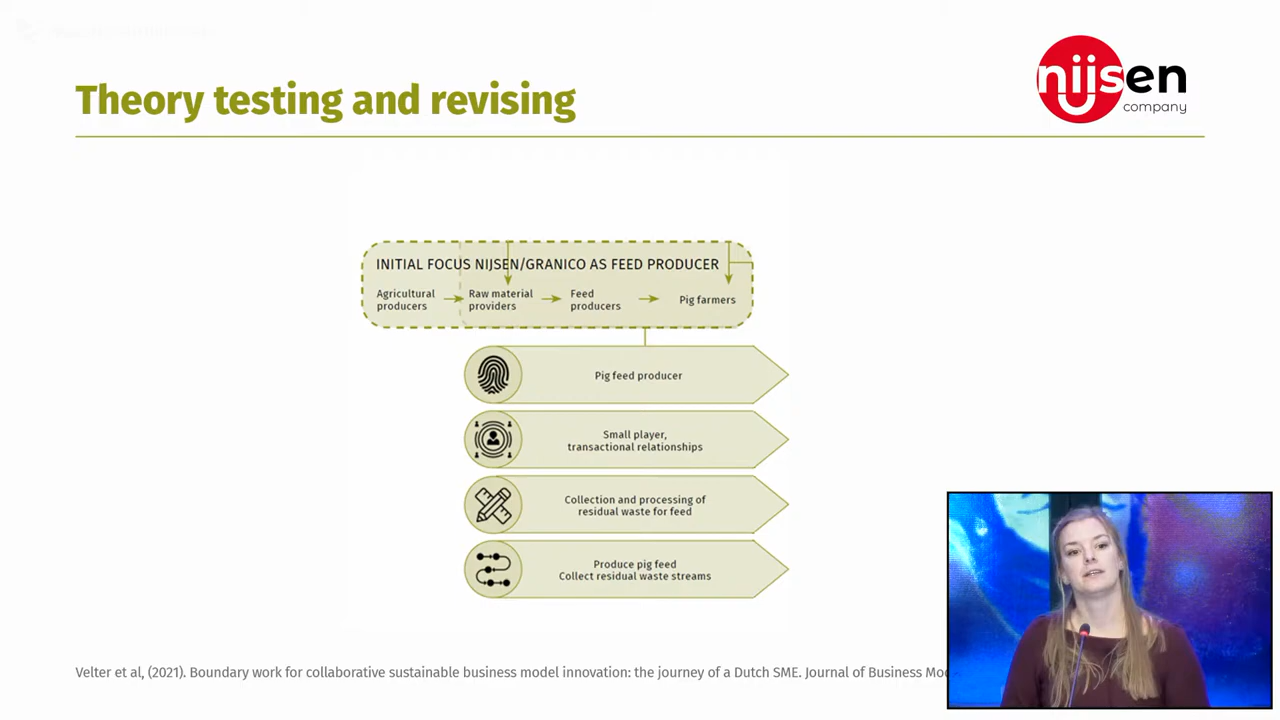 Theory testing and revising
nijsen
company
INITIAL FOCUS NIJSEN/GRANICO AS FEED PRODUCER
Agricultural
producers
Raw material
providers
Feed
producers
Pig farmers
Pig feed producer
Small player,
transactional relationships
Collection and processing of
residual waste for feed
Produce pig feed
Collect residual waste streams
Velter et al, (2021). Boundary work for collaborative sustainable business model innovation: the journey of a Dutch SME. Journal of Business